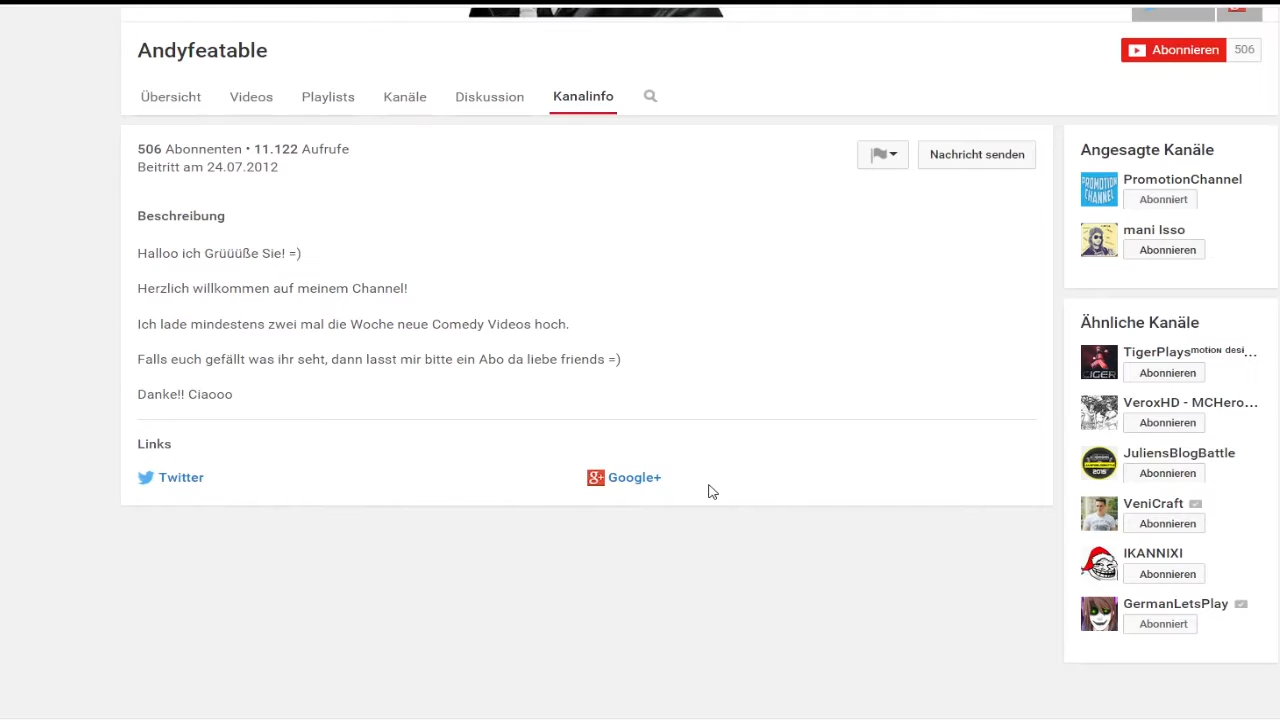 Andyfeatable
Abonnieren 506
Übersicht Videos Playlists Kanäle Diskussion Kanalinfo
506 Abonnenten • 11.122 Aufrufe
Beitritt am 24.07.2012
Nachricht senden
Beschreibung
Halloo ich Grüüüße Sie! =)
Herzlich willkommen auf meinem Channel!
Ich lade mindestens zwei mal die Woche neue Comedy Videos hoch.
Falls euch gefällt was ihr seht, dann lasst mir bitte ein Abo da liebe friends =)
Danke!! Ciaooo
Links
Twitter
Google+
Angesagte Kanäle
PROMOTION
CHANNEL
PromotionChannel
Abonniert
mani Isso
Abonnieren
Ähnliche Kanäle
TigerPlaysᵐᵒᵗᶦᵒᶰ ᵈᵉˢᶦ...
Abonnieren
VeroxHD - MCHero...
Abonnieren
JuliensBlogBattle
Abonnieren
VeniCraft
Abonnieren
IKANNIXI
Abonnieren
GermanLetsPlay
Abonniert